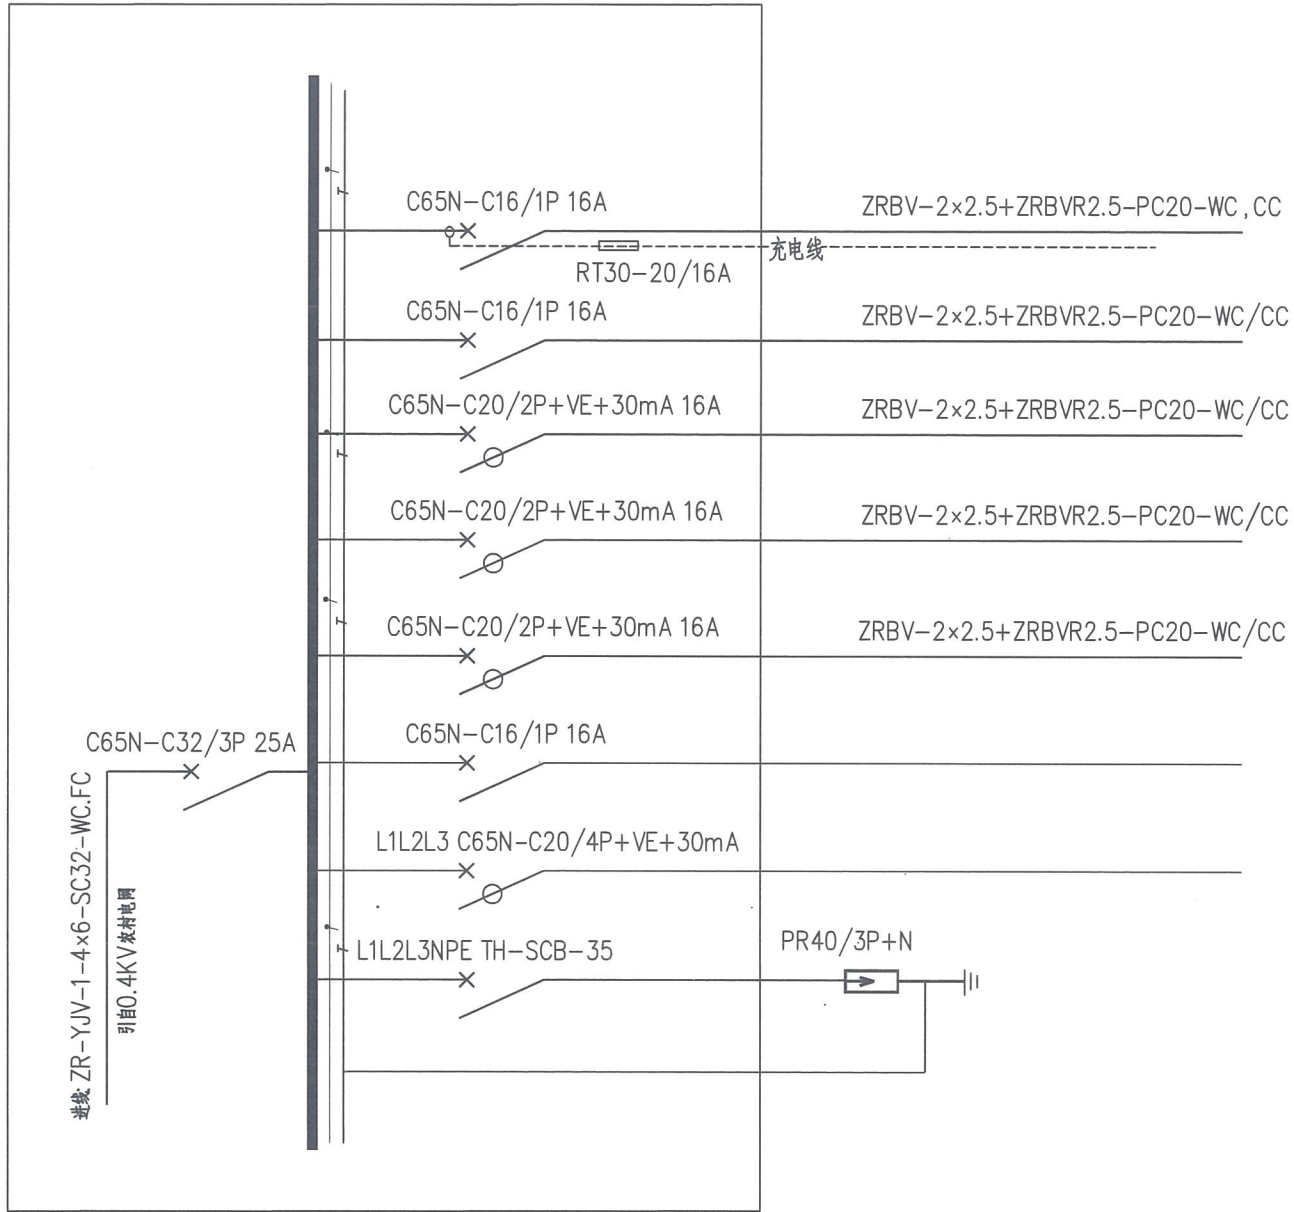 C65N-C16/1P 16A
ZRBV-2×2.5+ZRBVR2.5-PC20-WC,CC
充电线
RT30-20/16A
C65N-C16/1P 16A
ZRBV-2×2.5+ZRBVR2.5-PC20-WC/CC
C65N-C20/2P+VE+30mA 16A
ZRBV-2×2.5+ZRBVR2.5-PC20-WC/CC
C65N-C20/2P+VE+30mA 16A
ZRBV-2×2.5+ZRBVR2.5-PC20-WC/CC
C65N-C20/2P+VE+30mA 16A
ZRBV-2×2.5+ZRBVR2.5-PC20-WC/CC
C65N-C32/3P 25A
C65N-C16/1P 16A
L1L2L3 C65N-C20/4P+VE+30mA
L1L2L3NPE TH-SCB-35
PR40/3P+N
进线: ZR-YJV-1-4×6-SC32-WC.FC
引自0.4KV农村电网